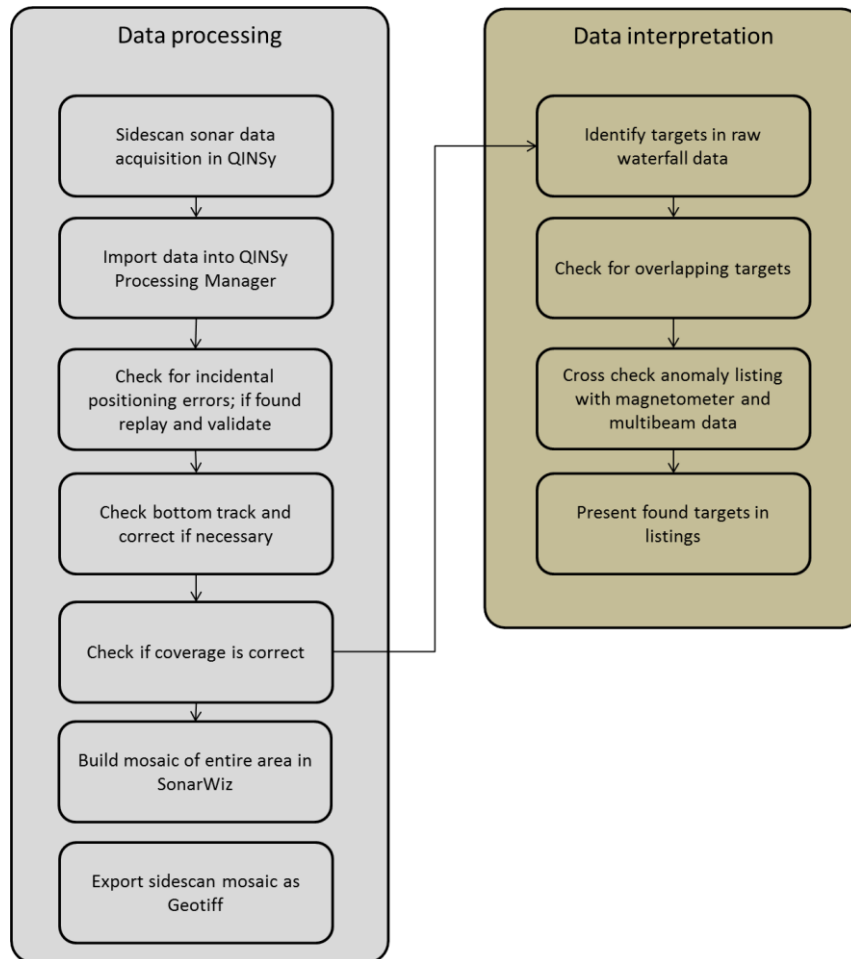 Data processing
Sidescan sonar data
acquisition in QINSy
Import data into QINSy
Processing Manager
Check for incidental
positioning errors; if found
replay and validate
Check bottom track and
correct if necessary
Check if coverage is correct
Build mosaic of entire area in
SonarWiz
Export sidescan mosaic as
Geotiff
Data interpretation
Identify targets in raw
waterfall data
Check for overlapping targets
Cross check anomaly listing
with magnetometer and
multibeam data
Present found targets in
listings